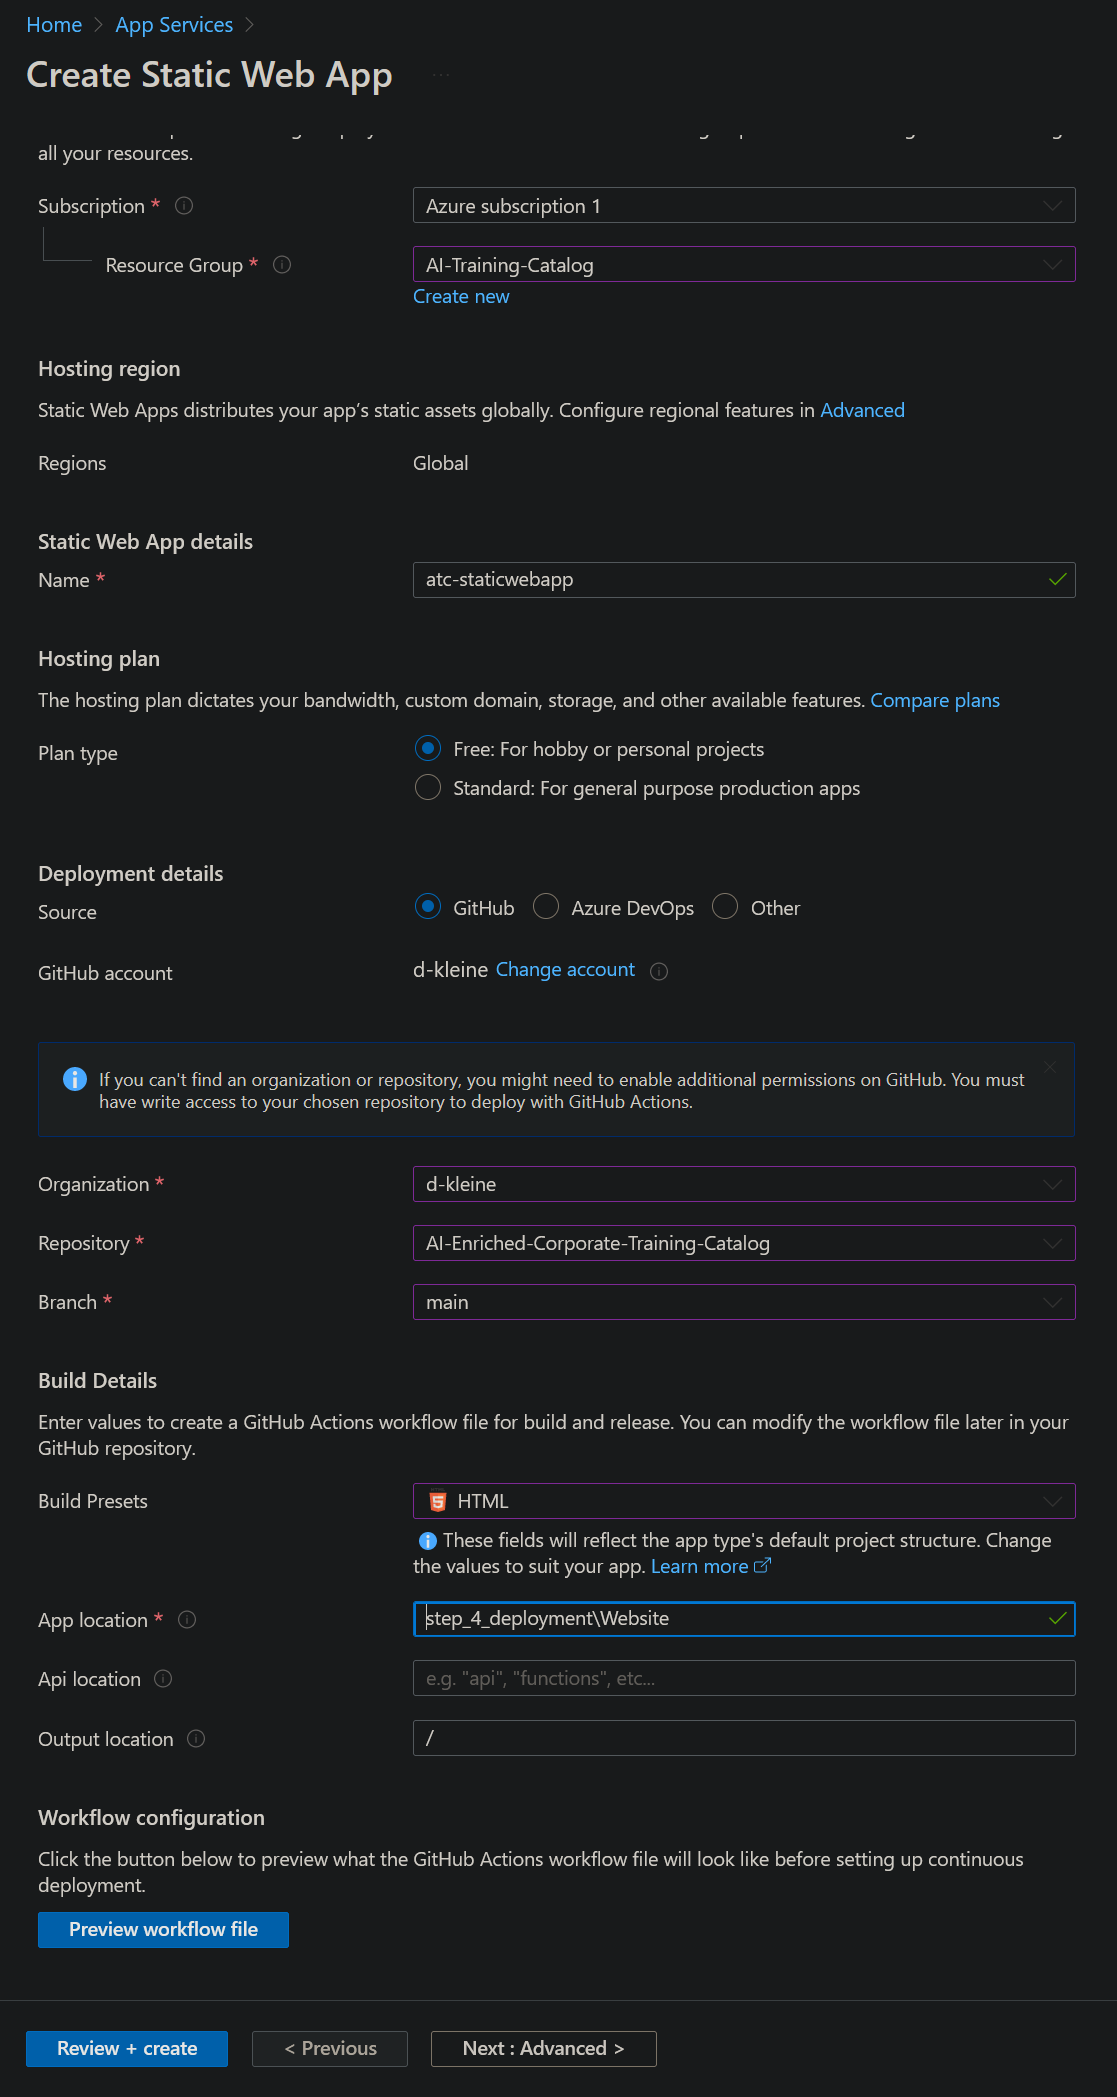 Home > App Services >
Create Static Web App ...
all your resources.
Subscription *
Azure subscription 1
Resource Group *
AI-Training-Catalog
Create new
Hosting region
Static Web Apps distributes your app's static assets globally. Configure regional features in Advanced
Regions
Global
Static Web App details
Name *
atc-staticwebapp
Hosting plan
The hosting plan dictates your bandwidth, custom domain, storage, and other available features. Compare plans
Plan type
Free: For hobby or personal projects
Standard: For general purpose production apps
Deployment details
Source
GitHub
Azure DevOps
Other
GitHub account
d-kleine Change account
If you can't find an organization or repository, you might need to enable additional permissions on GitHub. You must
have write access to your chosen repository to deploy with GitHub Actions.
Organization *
d-kleine
Repository *
AI-Enriched-Corporate-Training-Catalog
Branch *
main
Build Details
Enter values to create a GitHub Actions workflow file for build and release. You can modify the workflow file later in your
GitHub repository.
Build Presets
HTML
These fields will reflect the app type's default project structure. Change
the values to suit your app. Learn more
App location *
step_4_deployment\Website
Api location
e.g. "api", "functions", etc...
Output location
/
Workflow configuration
Click the button below to preview what the GitHub Actions workflow file will look like before setting up continuous
deployment.
Preview workflow file
Review + create
< Previous
Next : Advanced >